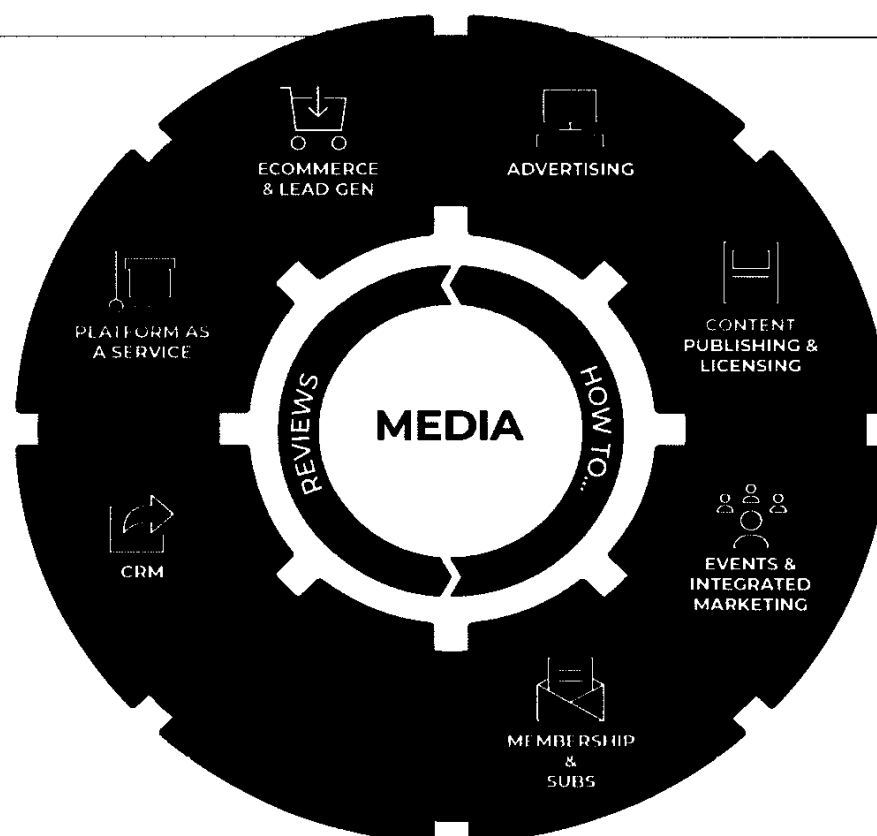 ECOMMERCE
& LEAD GEN
ADVERTISING
CONTENT
PUBLISHING &
LICENSING
EVENTS &
INTEGRATED
MARKETING
MEMBERSHIP
&
SUBS
CRM
PLATFORM AS
A SERVICE
REVIEWS
MEDIA
HOW TO...